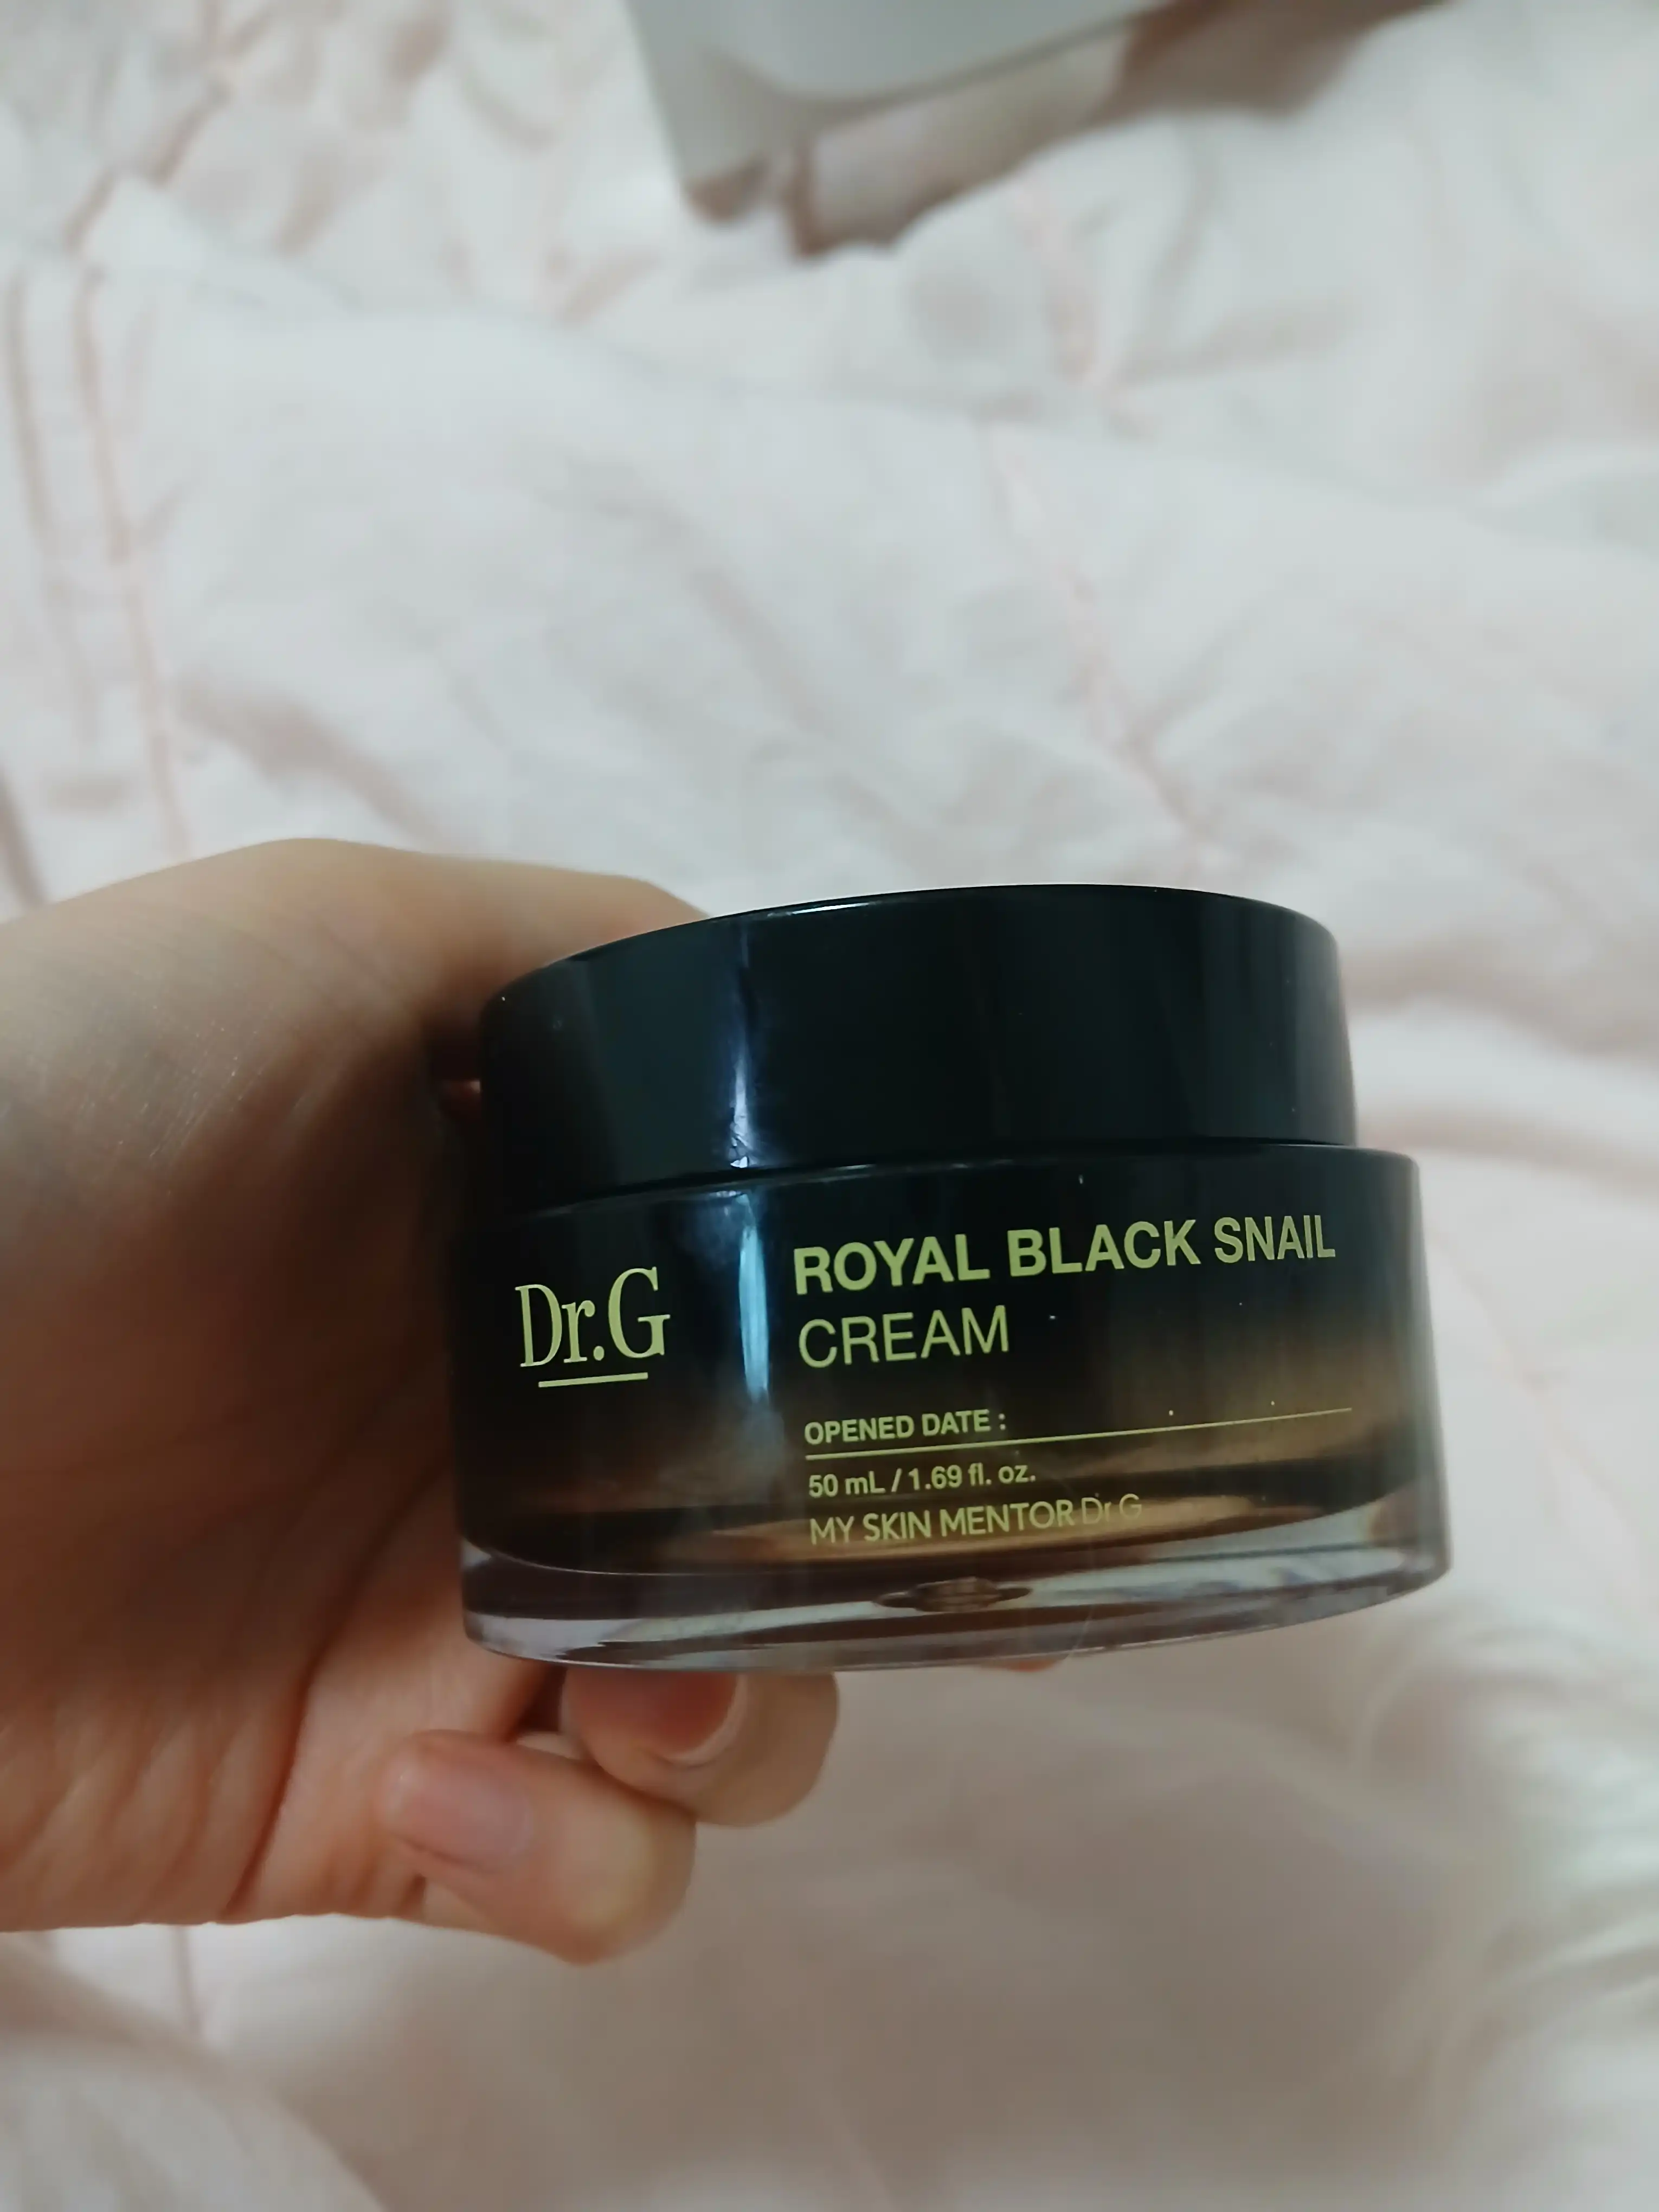 Dr.G
ROYAL BLACK SNAIL
CREAM
OPENED DATE :
50 mL / 1.69 fl. oz.
MY SKIN MENTOR Dr.G